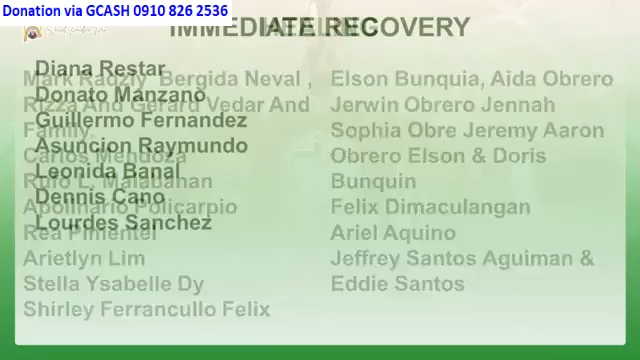 Donation via GCASH 0910 826 2536
IMMEDIATE RECOVERY
HEALING
Diana Restar
Donato Manzano
Guillermo Fernandez
Asuncion Raymundo
Leonida Banal
Dennis Cano
Lourdes Sanchez
Mark Radzly Bergida Neval ,
Rizza And Gerard Vedar And
Family.
Carlos Mendoza
Rufo L. Malabanan
Apolinario Policarpio
Rea Pimentel
Arietlyn Lim
Stella Ysabelle Dy
Shirley Ferrancullo Felix
Elson Bunquia, Aida Obrero
Jerwin Obrero Jennah
Sophia Obre Jeremy Aaron
Obrero Elson & Doris
Bunquin
Felix Dimaculangan
Ariel Aquino
Jeffrey Santos Aguiman &
Eddie Santos